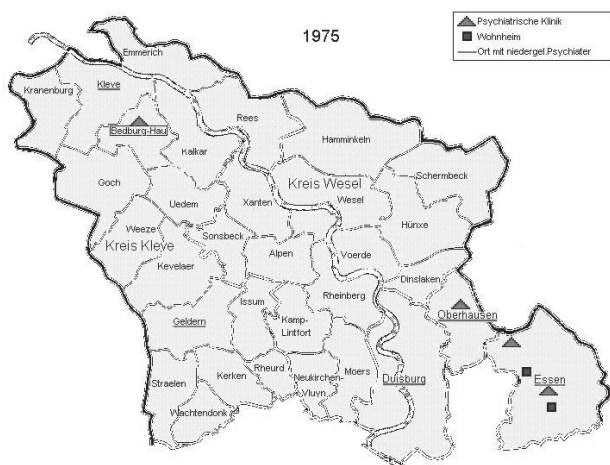 1975
Psychiatrische Klinik
Wohnheim
Ort mit niedergel.Psychiater
Emmerich
Kranenburg
Kleve
Bedburg-Hau
Rees
Kalkar
Hamminkeln
Schermbeck
Goch
Uedem
Xanten
Kreis Wesel
Wesel
Hünxe
Weeze
Sonsbeck
Kreis Kleve
Kevelaer
Alpen
Voerde
Dinslaken
Issum
Rheinberg
Oberhausen
Geldern
Kamp-
Lintfort
Straelen
Kerken
Rheurd
Neukirchen-
Vluyn
Moers
Duisburg
Essen
Wachtendonk